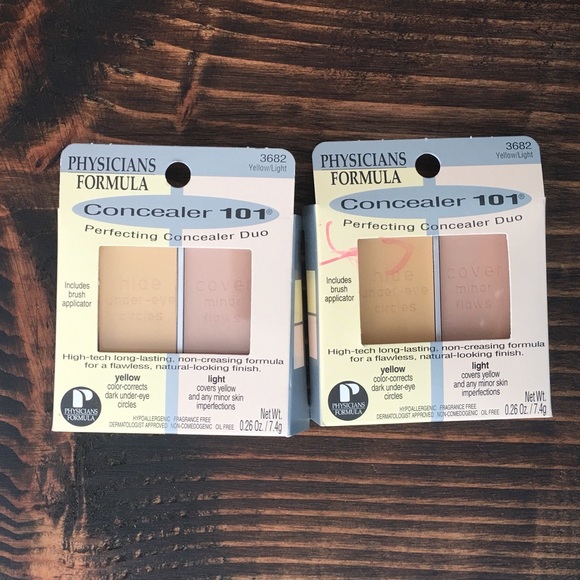 3682
Yellow/Light
PHYSICIANS
FORMULA
Concealer 101®
Perfecting Concealer Duo
Includes
brush
applicator
hide
under-eye
circles
cover
minor
flaws
High-tech long-lasting, non-creasing formula
for a flawless, natural-looking finish.
yellow
color-corrects
dark under-eye
circles
light
covers yellow
and any minor skin
imperfections
P
PHYSICIANS
FORMULA
HYPOALLERGENIC · FRAGRANCE FREE
DERMATOLOGIST APPROVED NON-COMEDOGENIC OIL FREE
Net Wt.
0.26 Oz. / 7.4g
3682
Yellow/Light
PHYSICIANS
FORMULA
Concealer 101®
Perfecting Concealer Duo
Includes
brush
applicator
hide
under-eye
circles
cover
minor
flaws
High-tech long-lasting, non-creasing formula
for a flawless, natural-looking finish.
yellow
color-corrects
dark under-eye
circles
light
covers yellow
and any minor skin
imperfections
P
PHYSICIANS
FORMULA
HYPOALLERGENIC · FRAGRANCE FREE
DERMATOLOGIST APPROVED NON-COMEDOGENIC OIL FREE
Net Wt.
0.26 Oz. / 7.4g